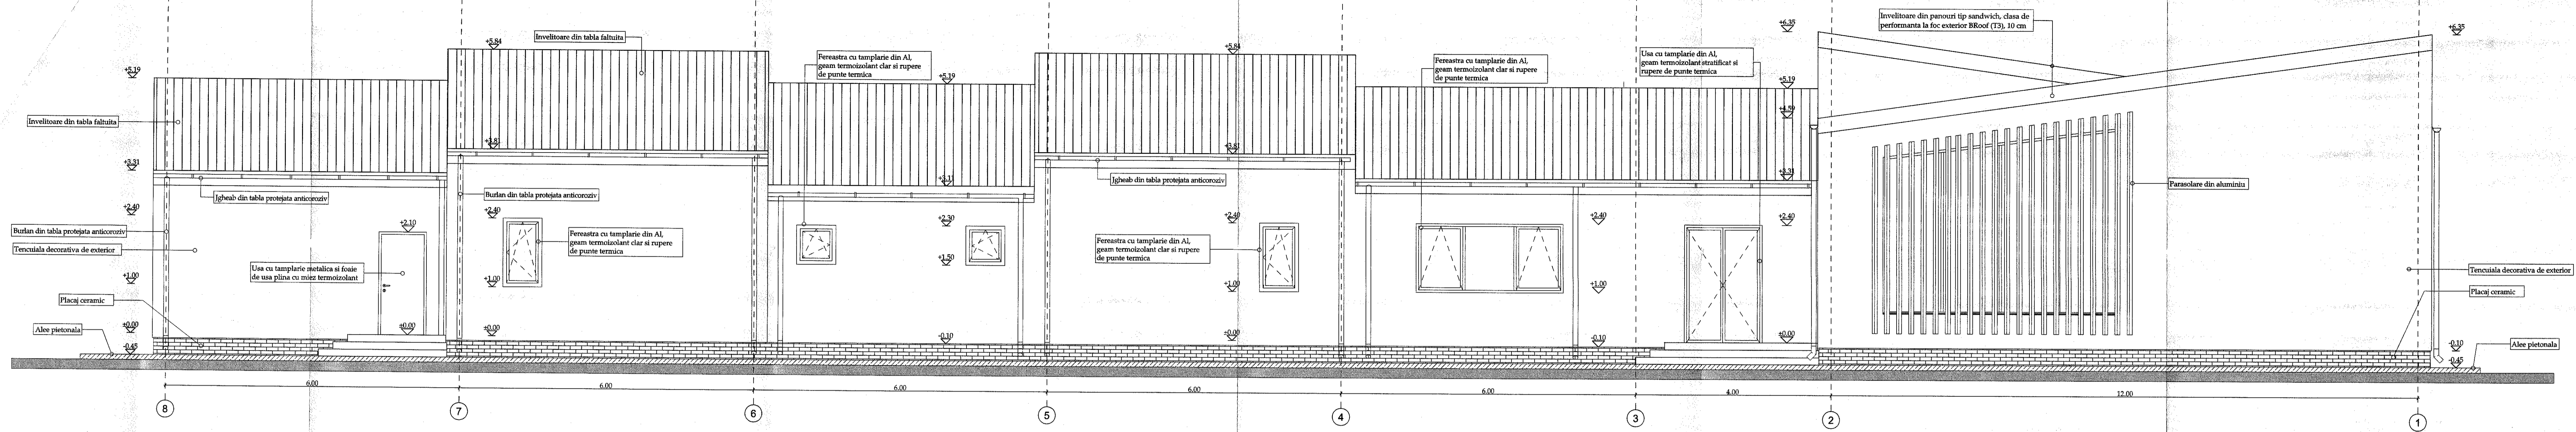 +5.19
Invelitoare din tabla faltuita
+3.31
Jgheab din tabla protejata anticoroziv
+2.40
Burlan din tabla protejata anticoroziv
Tencuiala decorativa de exterior
+2.10
Usa cu tamplarie metalica si foaie
de usa plina cu miez termoizolant
+1.00
Placaj ceramic
Alee pietonala
±0.00
-0.45
±0.00
+5.84
Invelitoare din tabla faltuita
+3.81
Burlan din tabla protejata anticoroziv
+2.40
Fereastra cu tamplarie din Al,
geam termoizolant clar si rupere
de punte termica
+1.00
±0.00
Fereastra cu tamplarie din Al,
geam termoizolant clar si rupere
de punte termica
+5.19
+3.11
+2.30
+1.50
-0.10
+5.84
+3.81
Jgheab din tabla protejata anticoroziv
+2.40
Fereastra cu tamplarie din Al,
geam termoizolant clar si rupere
de punte termica
+1.00
±0.00
Fereastra cu tamplarie din Al,
geam termoizolant clar si rupere
de punte termica
+2.40
+1.00
-0.10
Usa cu tamplarie din Al,
geam termoizolant stratificat si
rupere de punte termica
+6.35
+5.19
+4.59
+3.31
+2.40
±0.00
Invelitoare din panouri tip sandwich, clasa de
performanta la foc exterior BRoof (T3), 10 cm
+6.35
Parasolare din aluminiu
Tencuiala decorativa de exterior
Placaj ceramic
-0.10
Alee pietonala
-0.45
6.00
6.00
6.00
6.00
6.00
4.00
12.00
8
7
6
5
4
3
2
1